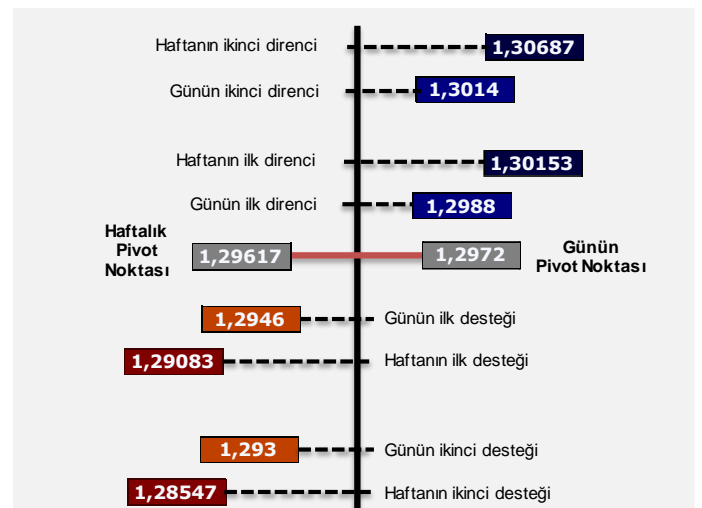 Haftanın ikinci direnci
1,30687
Günün ikinci direnci
1,3014
Haftanın ilk direnci
1,30153
Günün ilk direnci
1,2988
Haftalık
Pivot
Noktası
1,29617
1,2972
Günün
Pivot Noktası
1,2946
Günün ilk desteği
1,29083
Haftanın ilk desteği
1,293
Günün ikinci desteği
1,28547
Haftanın ikinci desteği